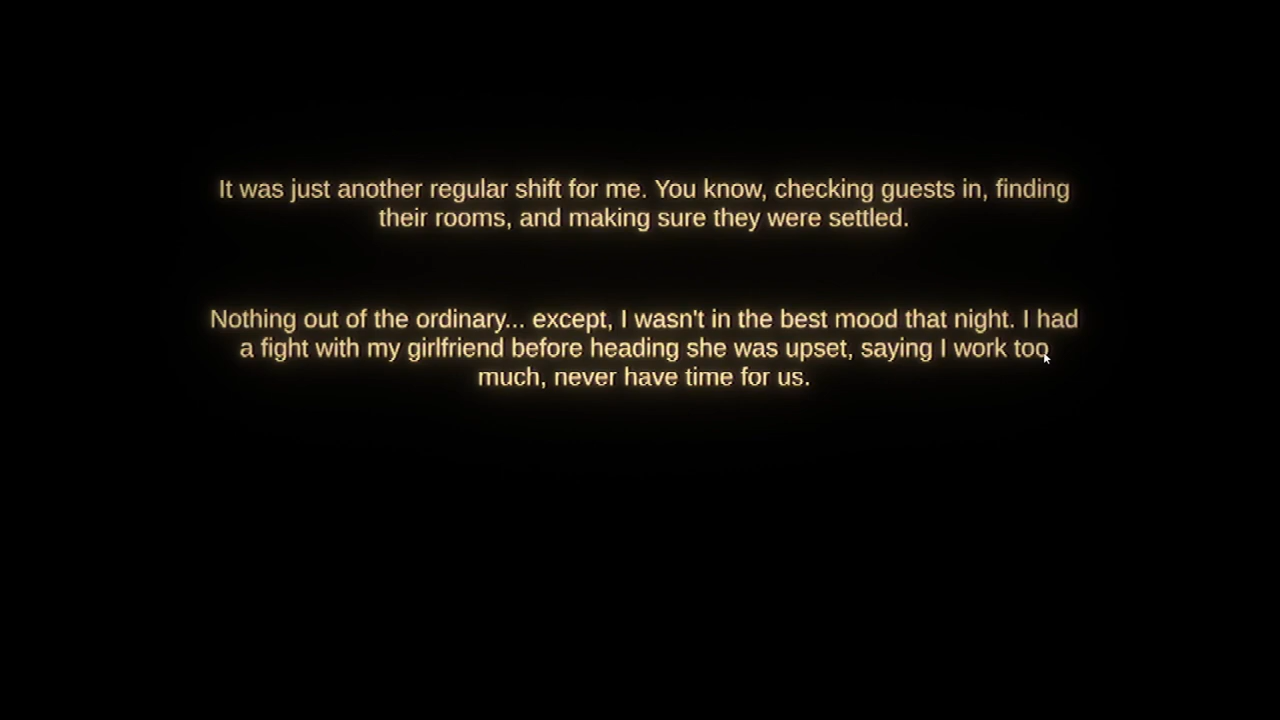 It was just another regular shift for me. You know, checking guests in, finding
their rooms, and making sure they were settled.
Nothing out of the ordinary... except, I wasn't in the best mood that night. I had
a fight with my girlfriend before heading she was upset, saying I work too
much, never have time for us.